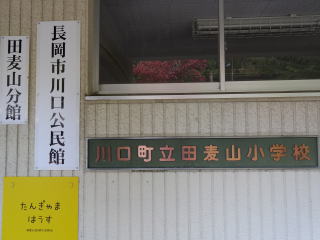 田麦山分館
長岡市川口公民館
川口町立田麦山小学校
たんぎやま
はうす